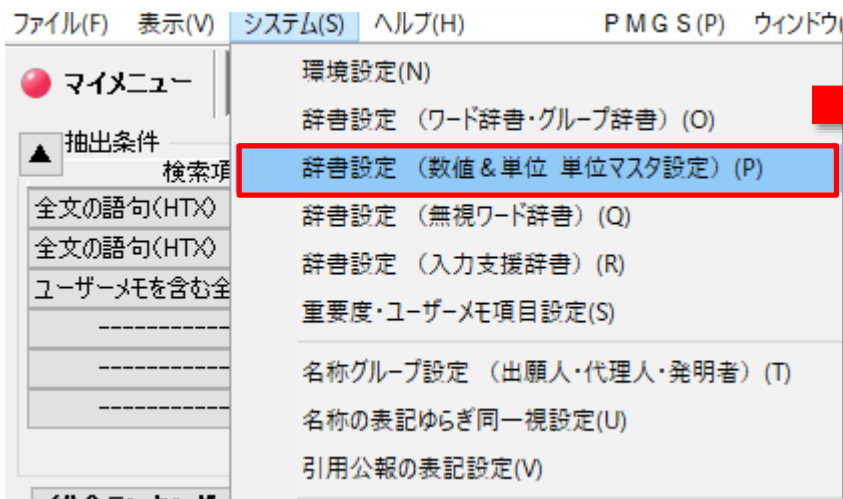 ファイル(F) 表示(V) システム(S) ヘルプ(H) PMGS(P) ウィンドウ(
マイメニュー
環境設定(N)
辞書設定 （ワード辞書・グループ辞書）(O)
▲ 抽出条件
検索項
辞書設定 （数値＆単位 単位マスタ設定）(P)
全文の語句(HTX)
辞書設定 （無視ワード辞書）(Q)
全文の語句(HTX)
辞書設定 （入力支援辞書）(R)
ユーザーメモを含む全
重要度・ユーザーメモ項目設定(S)
-----------
-----------
名称グループ設定 （出願人・代理人・発明者）(T)
-----------
名称の表記ゆらぎ同一視設定(U)
引用公報の表記設定(V)